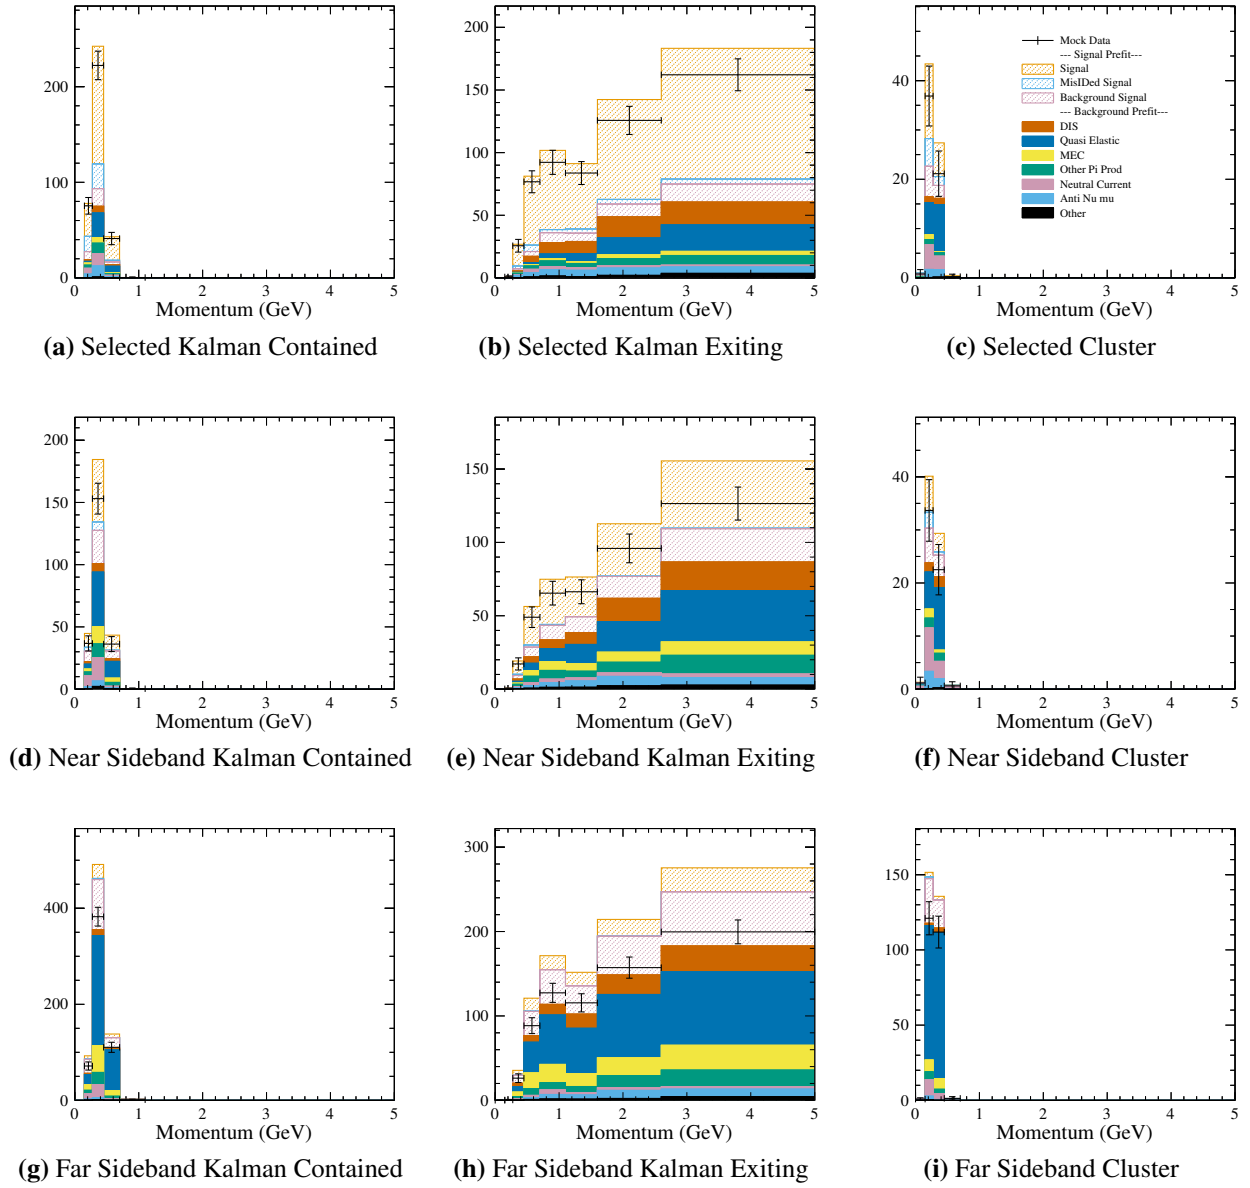 200
100
0
0 1 2 3 4 5
Momentum (GeV)
(a) Selected Kalman Contained
200
150
100
50
0
0 1 2 3 4 5
Momentum (GeV)
(b) Selected Kalman Exiting
40
20
0
Mock Data
--- Signal Prefit---
Signal
MisIDed Signal
Background Signal
--- Background Prefit---
DIS
Quasi Elastic
MEC
Other Pi Prod
Neutral Current
Anti Nu mu
Other
0 1 2 3 4 5
Momentum (GeV)
(c) Selected Cluster
200
150
100
50
0
0 1 2 3 4 5
Momentum (GeV)
(d) Near Sideband Kalman Contained
150
100
50
0
0 1 2 3 4 5
Momentum (GeV)
(e) Near Sideband Kalman Exiting
40
20
0
0 1 2 3 4 5
Momentum (GeV)
(f) Near Sideband Cluster
400
200
0
0 1 2 3 4 5
Momentum (GeV)
(g) Far Sideband Kalman Contained
300
200
100
0
0 1 2 3 4 5
Momentum (GeV)
(h) Far Sideband Kalman Exiting
150
100
50
0
0 1 2 3 4 5
Momentum (GeV)
(i) Far Sideband Cluster